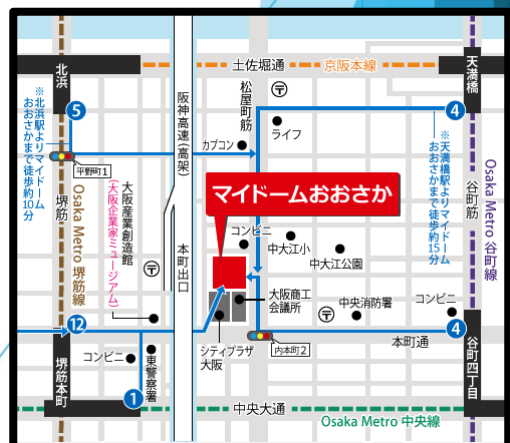 北浜
土佐堀通
京阪本線
天満橋
5
※北浜駅よりマイドーム
おおさかまで徒歩約10分
平野町1
堺筋
Osaka Metro 堺筋線
阪神高速(高架)
本町出口
大阪産業創造館
(大阪企業家ミュージアム)
松屋町筋
カプコン
ライフ
4
※天満橋駅よりマイドーム
おおさかまで徒歩約15分
谷町筋
Osaka Metro 谷町線
マイドームおおさか
コンビニ
中大江小
中大江公園
大阪商工
会議所
中央消防署
コンビニ
12
コンビニ
東警察署
シティプラザ
大阪
内本町2
本町通
4
堺筋本町
谷町四丁目
1
中央大通
Osaka Metro 中央線